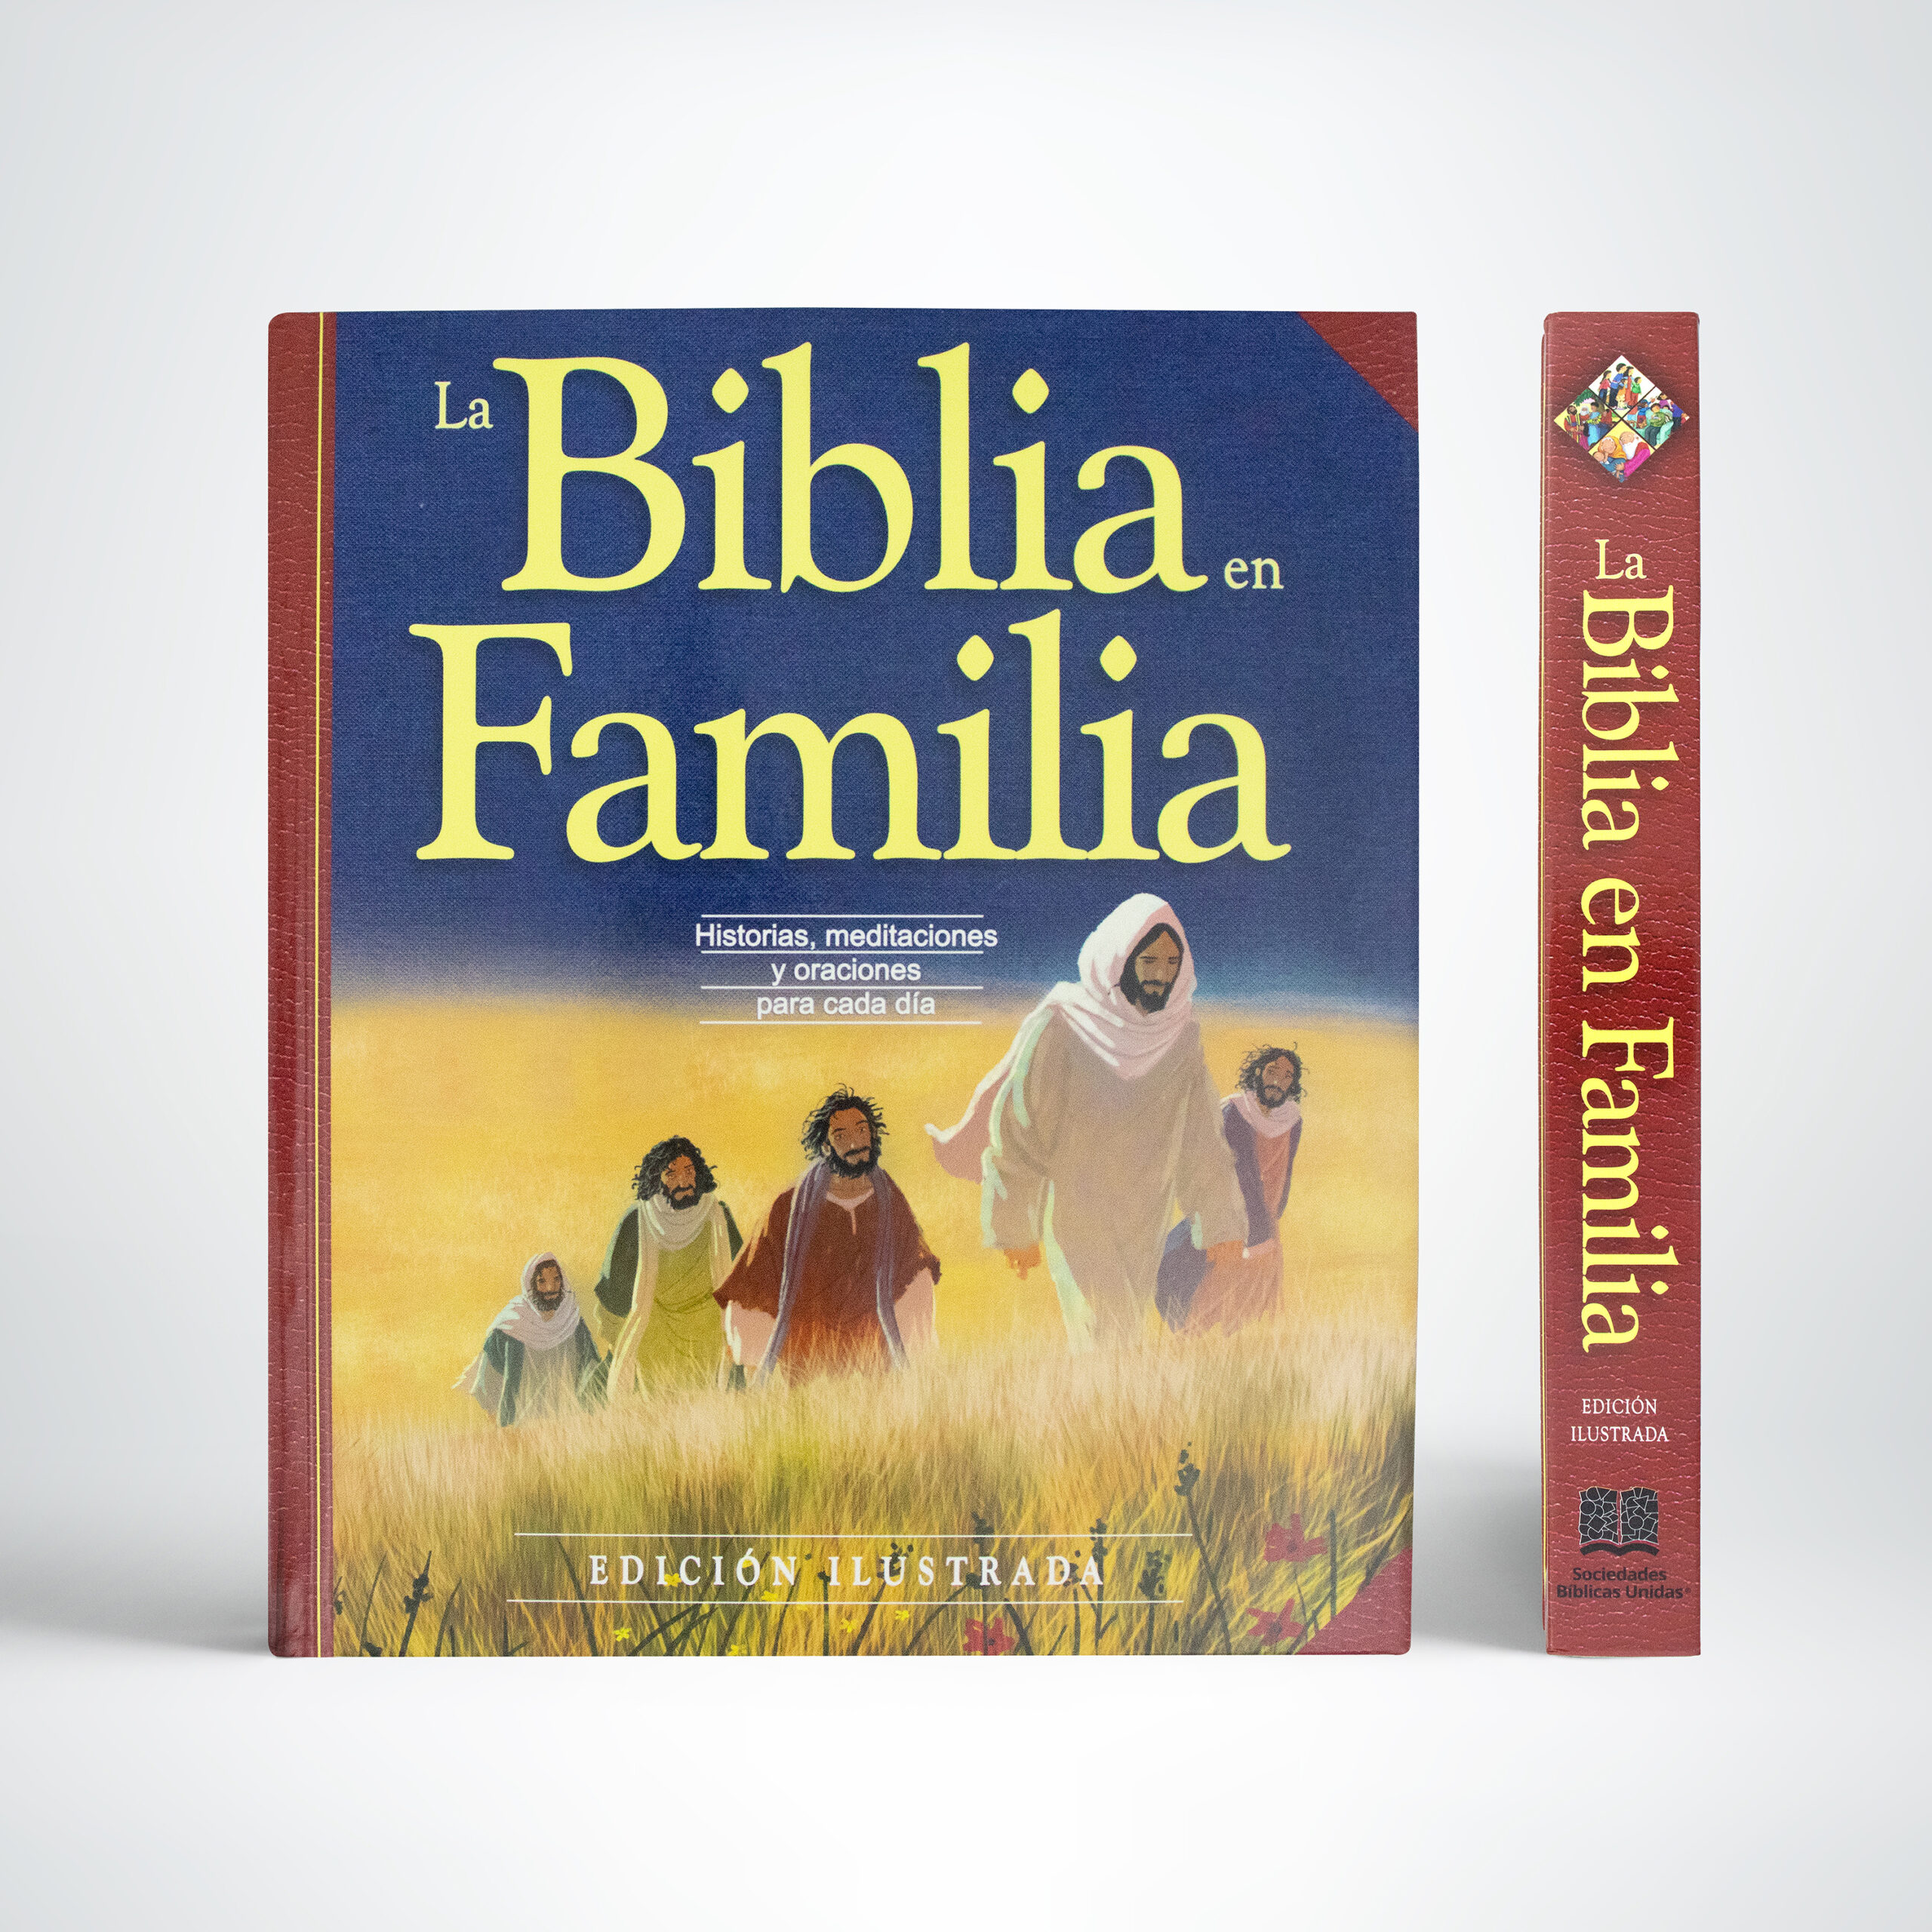 La Biblia en
Familia
Historias, meditaciones
y oraciones
para cada día
EDICIÓN ILUSTRADA
La Biblia en Familia
EDICIÓN
ILUSTRADA
Sociedades
Bíblicas Unidas